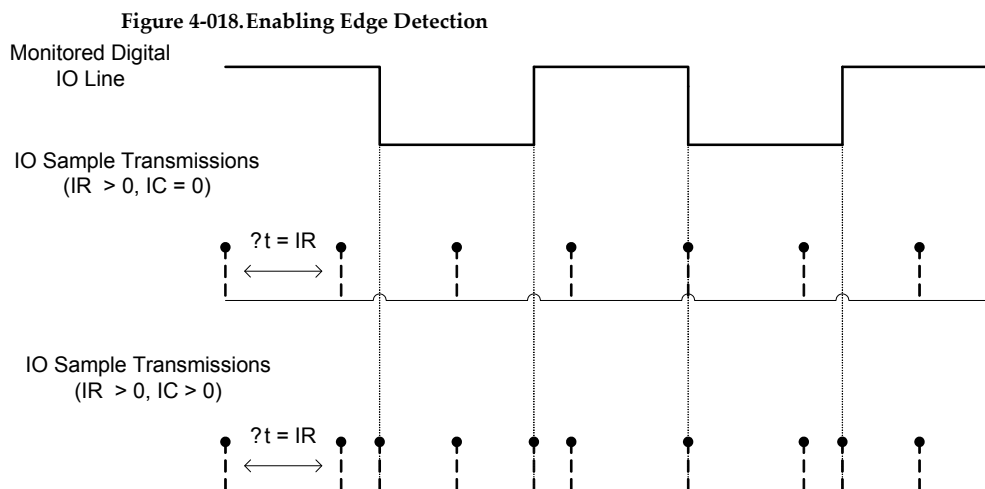 Figure 4-018. Enabling Edge Detection
Monitored Digital
IO Line
IO Sample Transmissions
(IR > 0, IC = 0)
?t = IR
IO Sample Transmissions
(IR > 0, IC > 0)
?t = IR